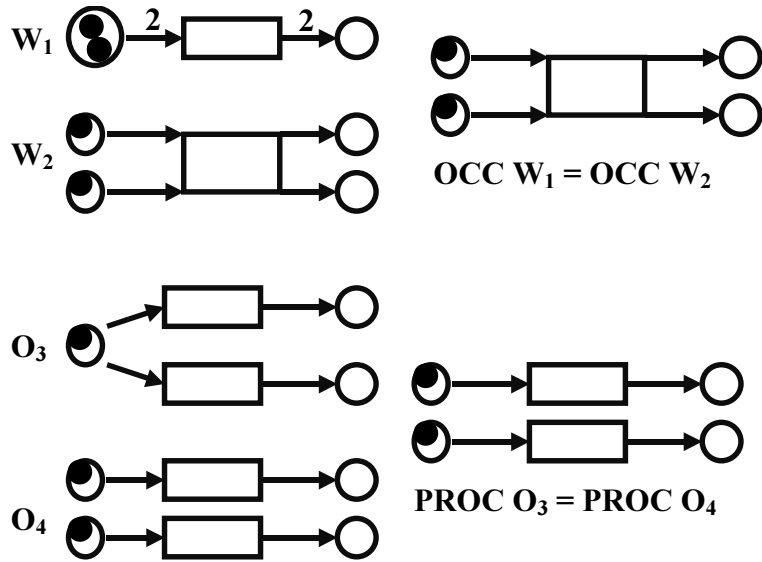 W₁ 2 2
W₂
OCC W₁ = OCC W₂
O₃
O₄
PROC O₃ = PROC O₄